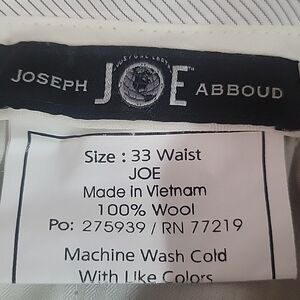 JOSEPH JOE ABBOUD
Size : 33 Waist
JOE
Made in Vietnam
100% Wool
Po: 275939 / RN 77219
Machine Wash Cold
With Like Colors